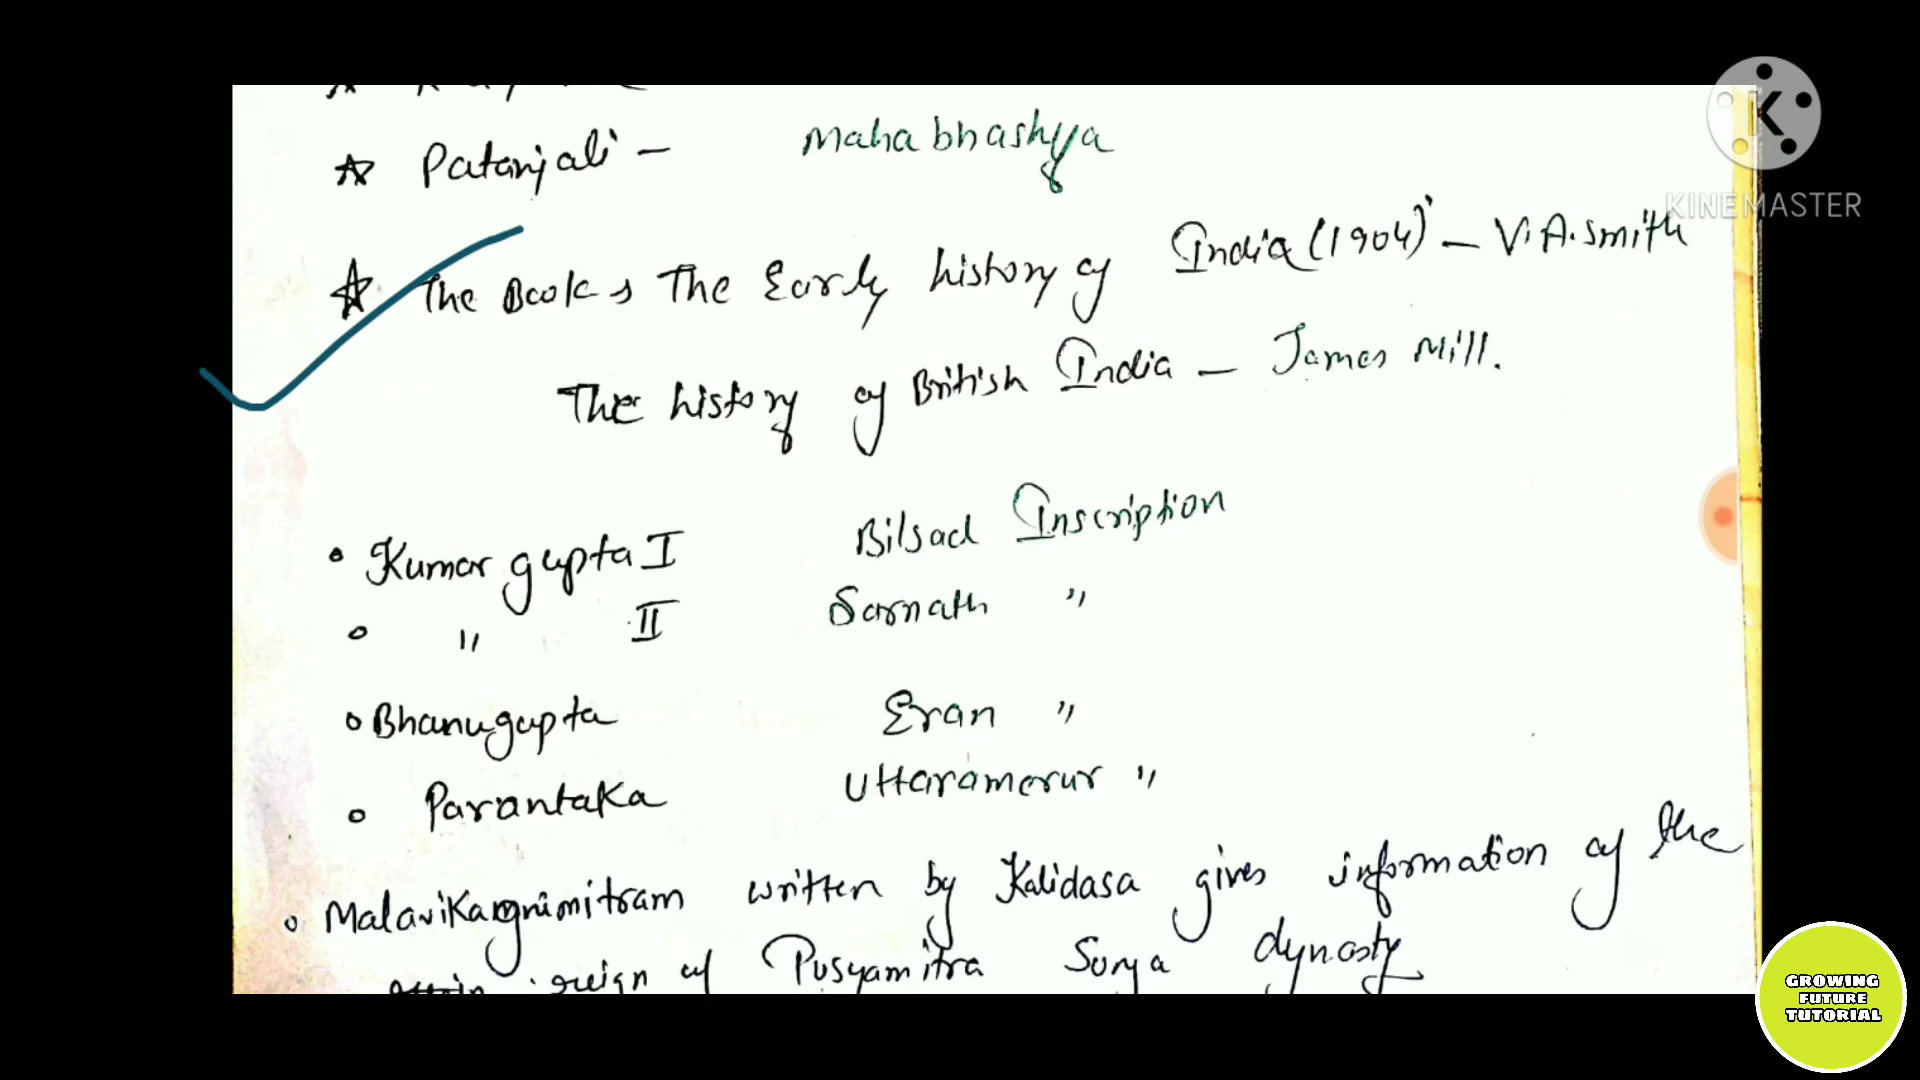 ☆ Patanjali - Mahabhashya
☆ The Books The Early history of India (1904) - V.A. Smith
The history of British India - James Mill.
• Kumar gupta I Bilsad Inscription
• " II Sarnath "
• Bhanugupta Eran "
• Parantaka Uttaramerur "
• Malavikangnimitram written by Kalidasa gives information of the
reign of Pusyamitra Sunga dynasty
KINEMASTER
GROWING
FUTURE
TUTORIAL